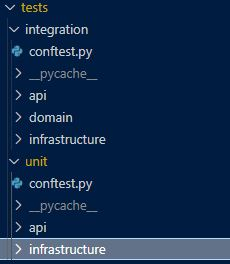 tests
integration
conftest.py
__pycache__
api
domain
infrastructure
unit
conftest.py
__pycache__
api
infrastructure